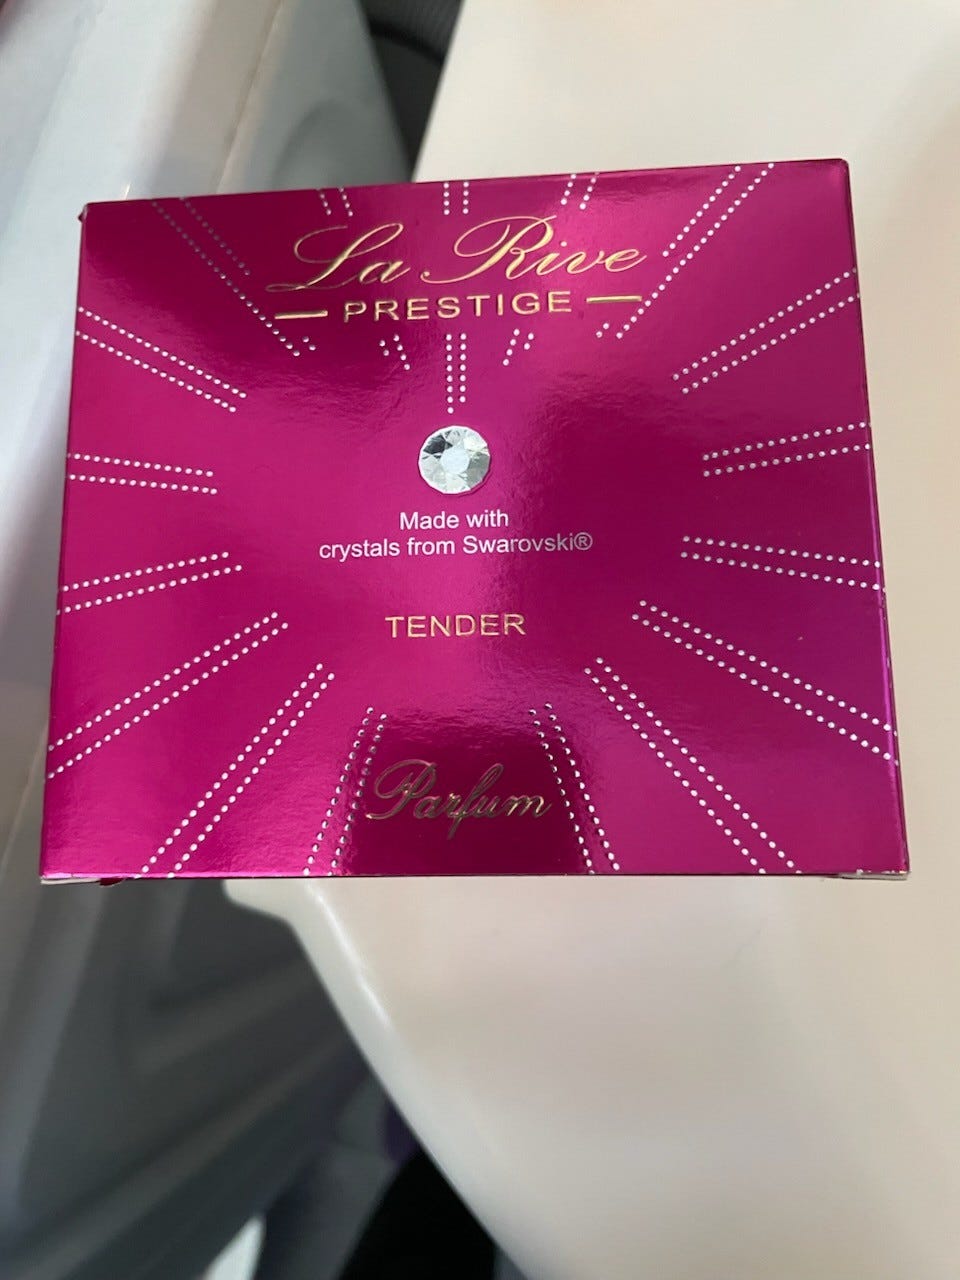 La Rive
PRESTIGE
Made with
crystals from Swarovski®
TENDER
Parfum